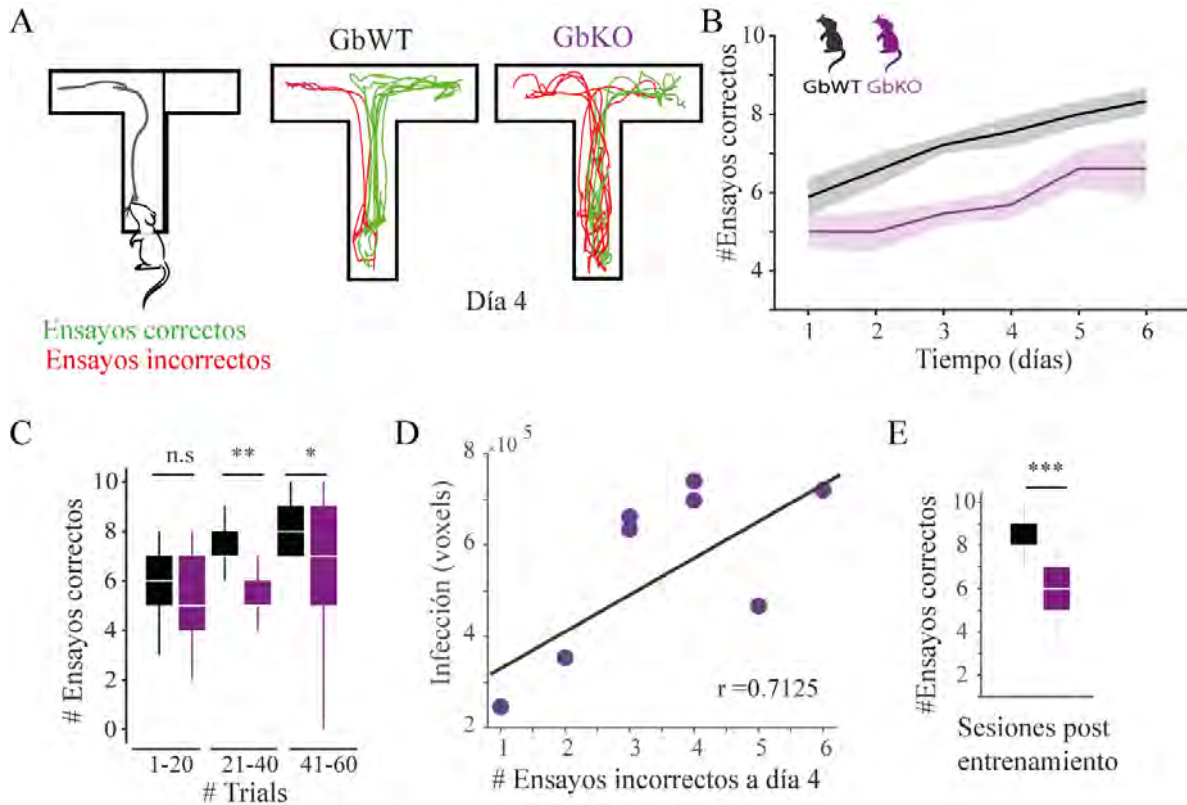 A
GbWT
GbKO
Día 4
Ensayos correctos
Ensayos incorrectos
B
10
8
6
4
#Ensayos correctos
GbWT GbKO
1 2 3 4 5 6
Tiempo (días)
C
n.s ** *
10
8
6
4
2
0
# Ensayos correctos
1-20 21-40 41-60
# Trials
D
×10 5
8
6
4
2
Infección (voxels)
r =0.7125
1 2 3 4 5 6
# Ensayos incorrectos a día 4
E
***
10
8
6
4
2
#Ensayos correctos
Sesiones post
entrenamiento